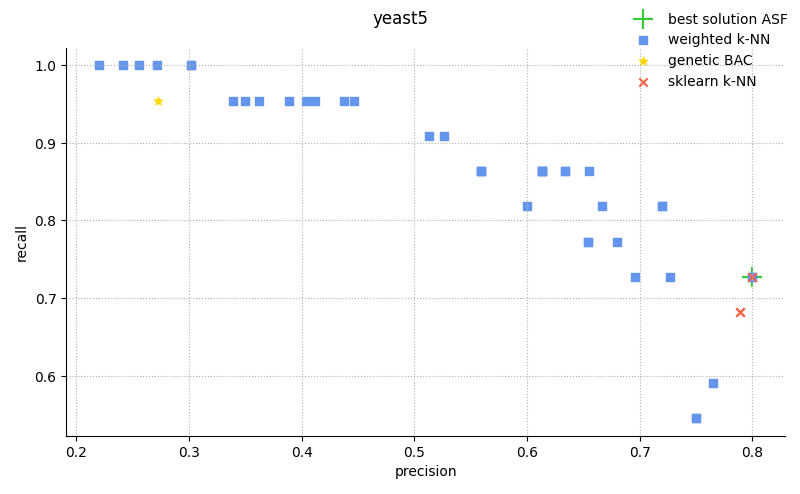 yeast5
best solution ASF
weighted k-NN
genetic BAC
sklearn k-NN
1.0
0.9
0.8
0.7
0.6
recall
0.2 0.3 0.4 0.5 0.6 0.7 0.8
precision